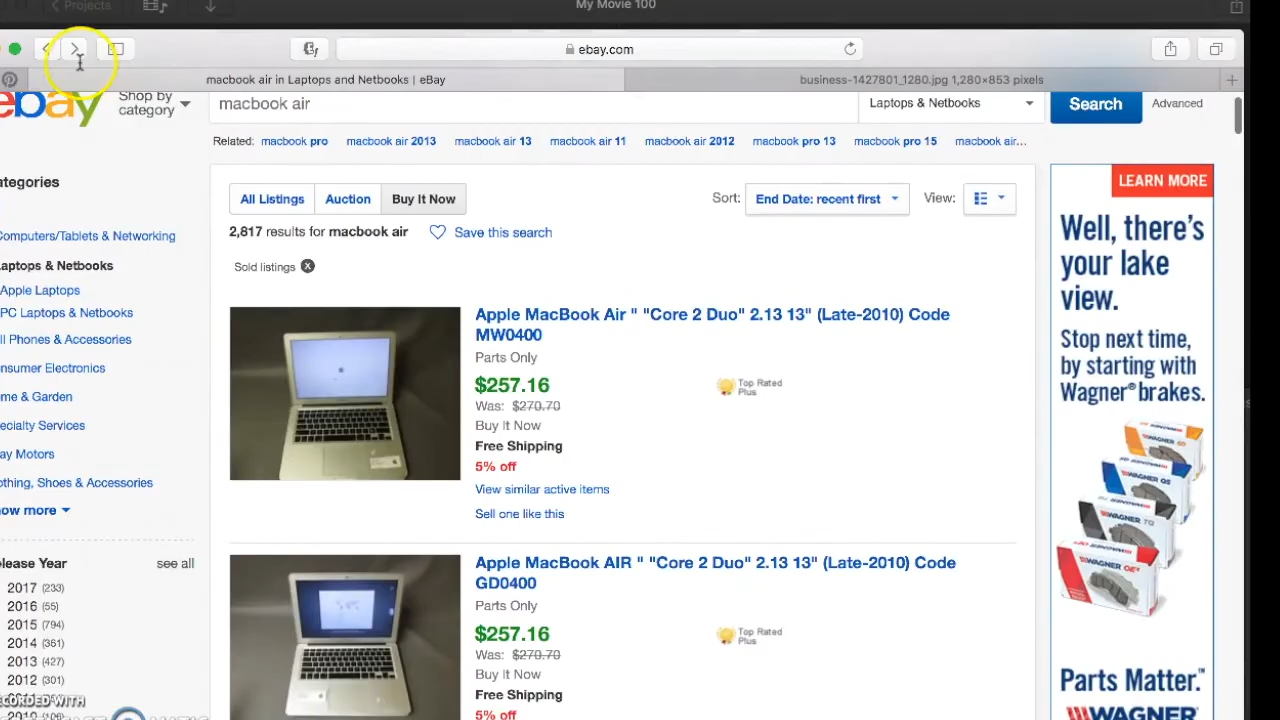 Projects
My Movie 100
ebay.com
macbook air in Laptops and Netbooks | eBay
business-1427801_1280.jpg 1,280×853 pixels
ebay
Shop by category
macbook air
Laptops & Netbooks
Search
Advanced
Related: macbook pro macbook air 2013 macbook air 13 macbook air 11 macbook air 2012 macbook pro 13 macbook pro 15 macbook air...
ategories
Computers/Tablets & Networking
aptops & Netbooks
Apple Laptops
PC Laptops & Netbooks
ll Phones & Accessories
nsumer Electronics
me & Garden
ecialty Services
ay Motors
othing, Shoes & Accessories
ow more
elease Year
see all
2017 (233)
2016 (55)
2015 (794)
2014 (361)
2013 (427)
2012 (301)
All Listings
Auction
Buy It Now
Sort: End Date: recent first
View:
2,817 results for macbook air
Save this search
Sold listings
Apple MacBook Air " "Core 2 Duo" 2.13 13" (Late-2010) Code
MW0400
Parts Only
$257.16
Top Rated
Plus
Was: $270.70
Buy It Now
Free Shipping
5% off
View similar active items
Sell one like this
Apple MacBook AIR " "Core 2 Duo" 2.13 13" (Late-2010) Code
GD0400
Parts Only
$257.16
Top Rated
Plus
Was: $270.70
Buy It Now
Free Shipping
5% off
LEARN MORE
Well, there's
your lake
view.
Stop next time,
by starting with
Wagner® brakes.
WAGNER QS
WAGNER TQ
WAGNER OE
Parts Matter.™
WAGNER